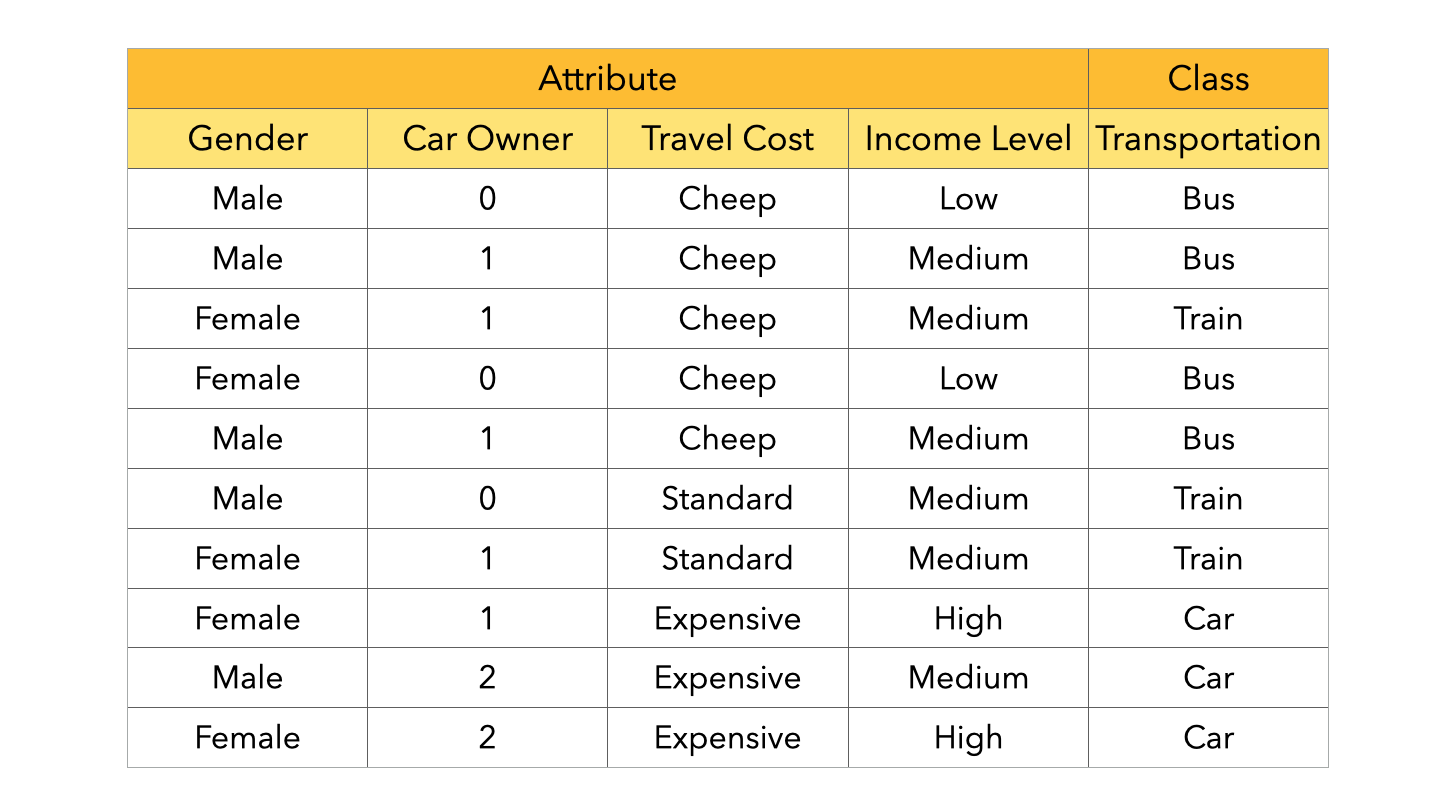 Attribute Class
Gender Car Owner Travel Cost Income Level Transportation
Male 0 Cheep Low Bus
Male 1 Cheep Medium Bus
Female 1 Cheep Medium Train
Female 0 Cheep Low Bus
Male 1 Cheep Medium Bus
Male 0 Standard Medium Train
Female 1 Standard Medium Train
Female 1 Expensive High Car
Male 2 Expensive Medium Car
Female 2 Expensive High Car